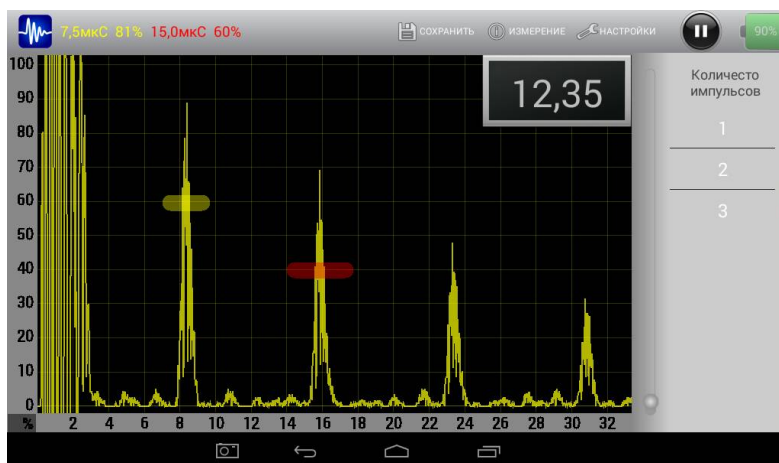 7,5мкС 81% 15,0мкС 60%
СОХРАНИТЬ
ИЗМЕРЕНИЕ
НАСТРОЙКИ
90%
12,35
Количесто
импульсов
1
2
3
100
90
80
70
60
50
40
30
20
10
0
% 2 4 6 8 10 12 14 16 18 20 22 24 26 28 30 32